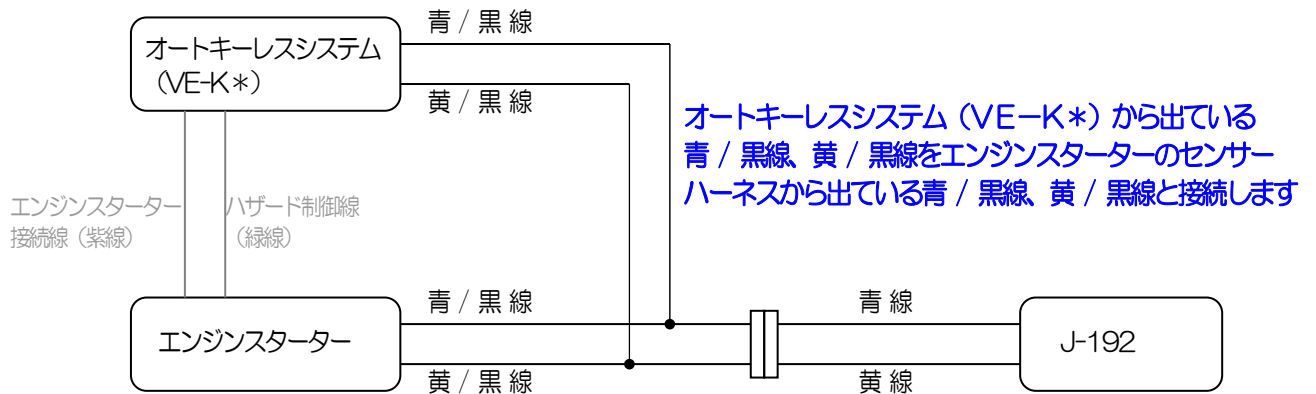 青 / 黒 線
オートキーレスシステム
（VE-K＊）
黄 / 黒 線
オートキーレスシステム（VE－K＊）から出ている
青 / 黒線、黄 / 黒線をエンジンスターターのセンサー
ハーネスから出ている青 / 黒線、黄 / 黒線と接続します
エンジンスターター
接続線（紫線）
ハザード制御線
（緑線）
青 / 黒 線
青 線
エンジンスターター
J-192
黄 / 黒 線
黄 線